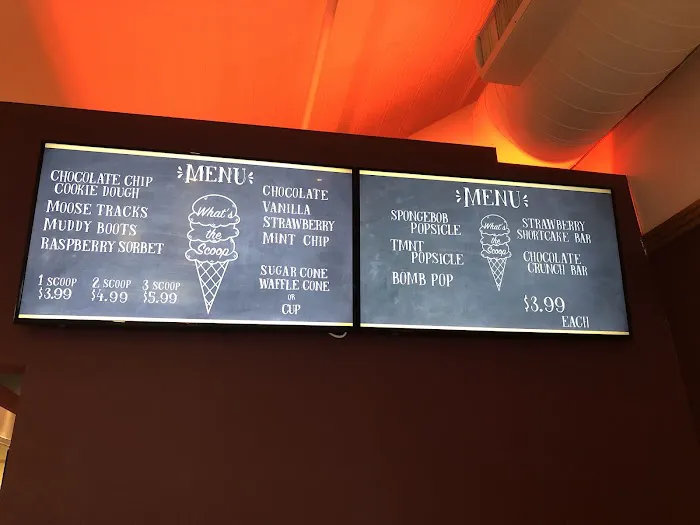 MENU
CHOCOLATE CHIP
COOKIE DOUGH
MOOSE TRACKS
MUDDY BOOTS
RASPBERRY SORBET
1 SCOOP 2 SCOOP 3 SCOOP
$3.99 $4.99 $5.99
What's
the
Scoop
CHOCOLATE
VANILLA
STRAWBERRY
MINT CHIP
SUGAR CONE
WAFFLE CONE
OR
CUP
MENU
SPONGEBOB
POPSICLE
TMNT
POPSICLE
BOMB POP
What's
the
Scoop
STRAWBERRY
SHORTCAKE BAR
CHOCOLATE
CRUNCH BAR
$3.99
EACH